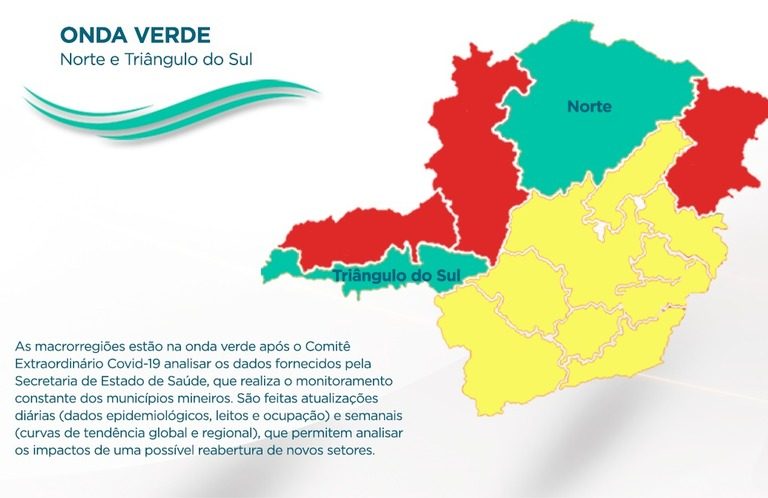 ONDA VERDE
Norte e Triângulo do Sul
Norte
Triângulo do Sul
As macrorregiões estão na onda verde após o Comitê
Extraordinário Covid-19 analisar os dados fornecidos pela
Secretaria de Estado de Saúde, que realiza o monitoramento
constante dos municípios mineiros. São feitas atualizações
diárias (dados epidemiológicos, leitos e ocupação) e semanais
(curvas de tendência global e regional), que permitem analisar
os impactos de uma possível reabertura de novos setores.